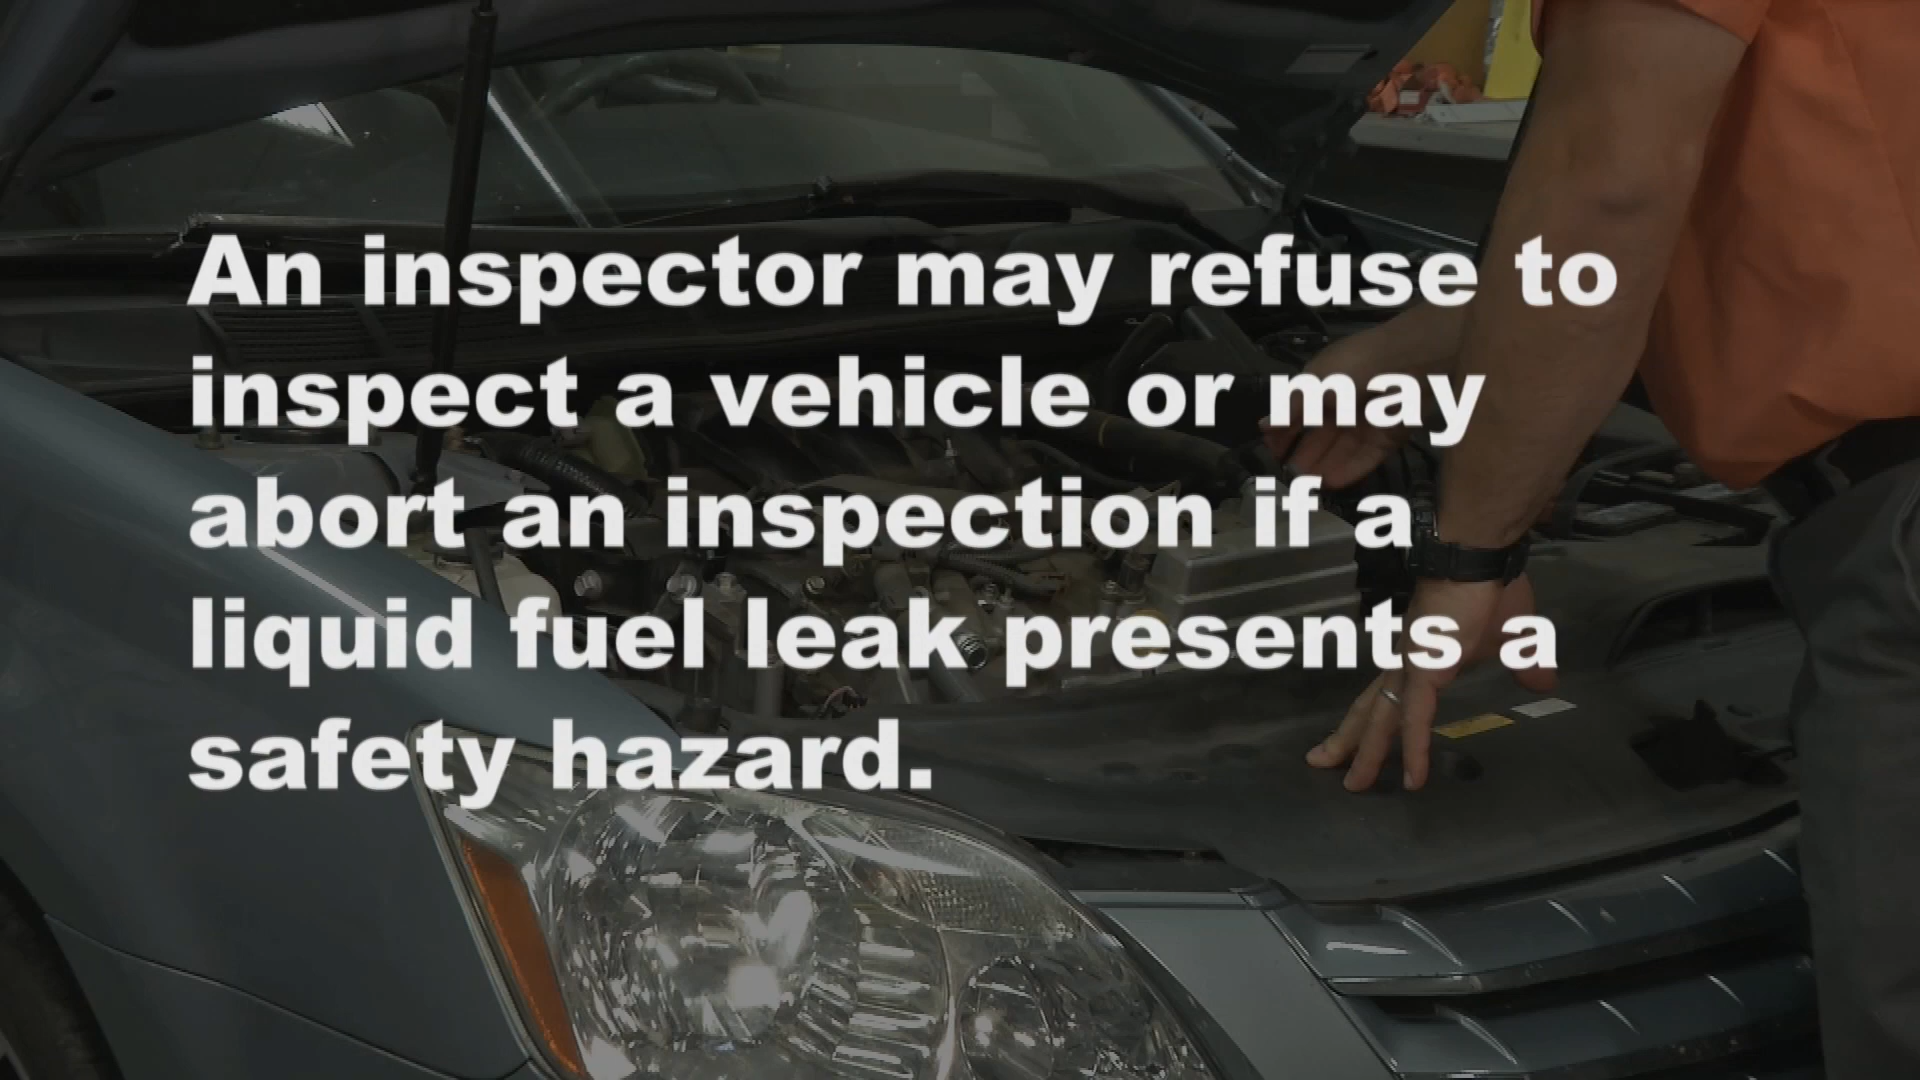 An inspector may refuse to
inspect a vehicle or may
abort an inspection if a
liquid fuel leak presents a
safety hazard.